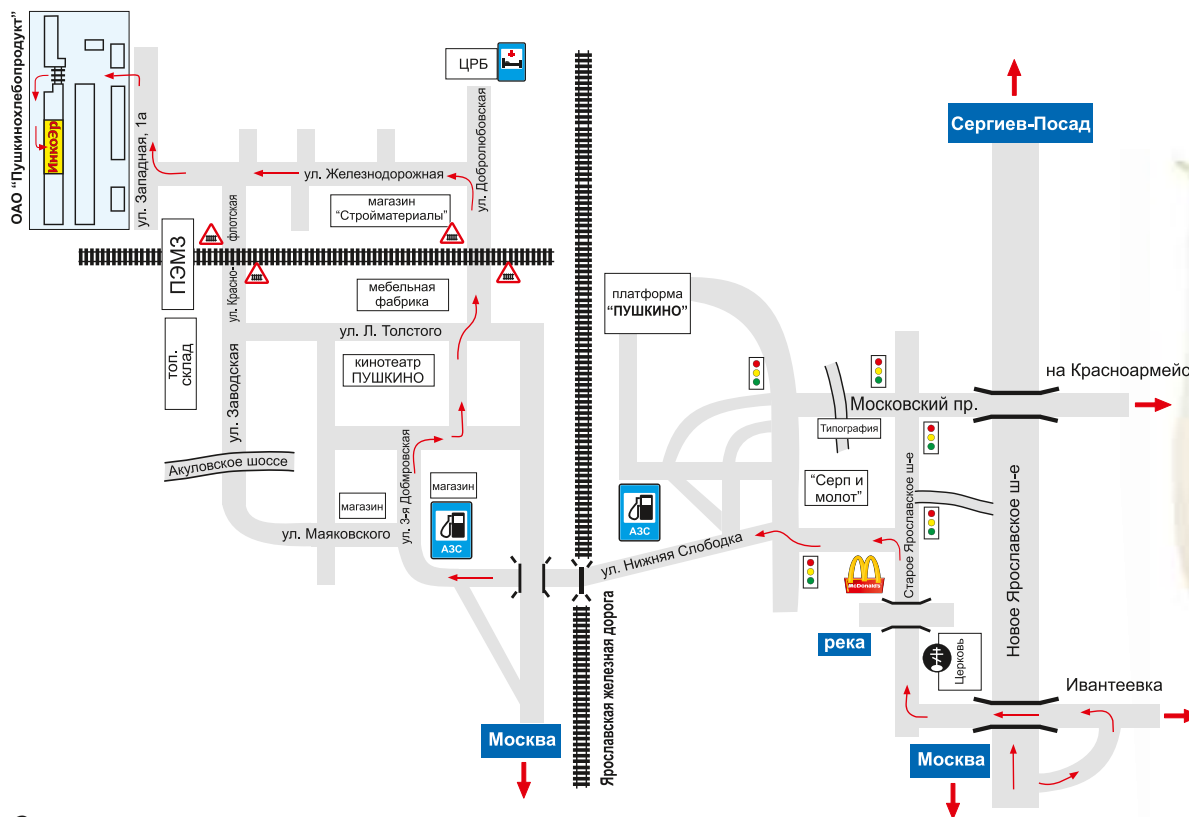 ОАО “Пушкинохлебопродукт”
Инкоэр
ул. Западная, 1а
ЦРБ
ул. Добролюбовская
ул. Железнодорожная
магазин
“Стройматериалы”
ПЭМЗ
ул. Красно-
флотская
мебельная
фабрика
ул. Л. Толстого
топ.
склад
кинотеатр
ПУШКИНО
ул. Заводская
Акуловское шоссе
ул. 3-я Добмровская
магазин
магазин
АЗС
ул. Маяковского
Москва
Ярославская железная дорога
ул. Нижняя Слободка
АЗС
платформа
“ПУШКИНО”
Сергиев-Посад
на Красноармейс
Московский пр.
Типография
“Серп и
молот”
Старое Ярославское ш-е
Новое Ярославское ш-е
McDonald's
река
Церковь
Ивантеевка
Москва